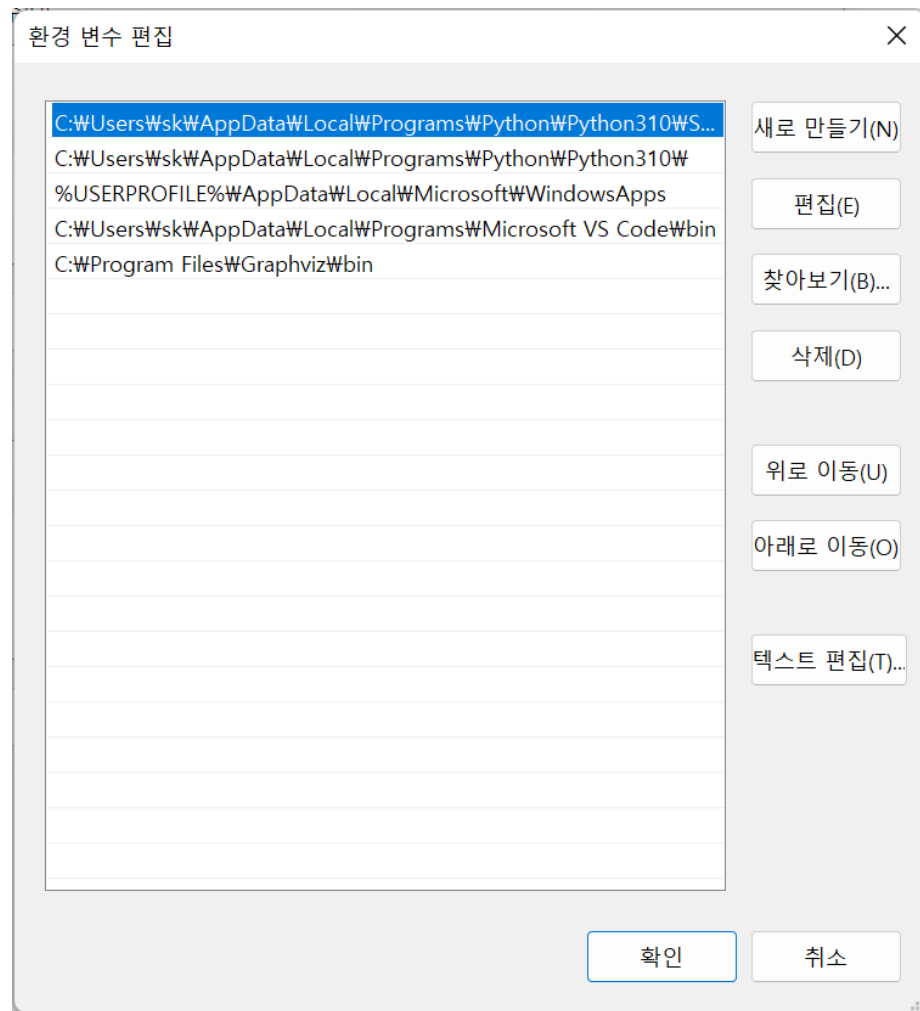 환경 변수 편집
C:₩Users₩sk₩AppData₩Local₩Programs₩Python₩Python310₩S...
C:₩Users₩sk₩AppData₩Local₩Programs₩Python₩Python310₩
%USERPROFILE%₩AppData₩Local₩Microsoft₩WindowsApps
C:₩Users₩sk₩AppData₩Local₩Programs₩Microsoft VS Code₩bin
C:₩Program Files₩Graphviz₩bin
새로 만들기(N)
편집(E)
찾아보기(B)...
삭제(D)
위로 이동(U)
아래로 이동(O)
텍스트 편집(T)...
확인
취소